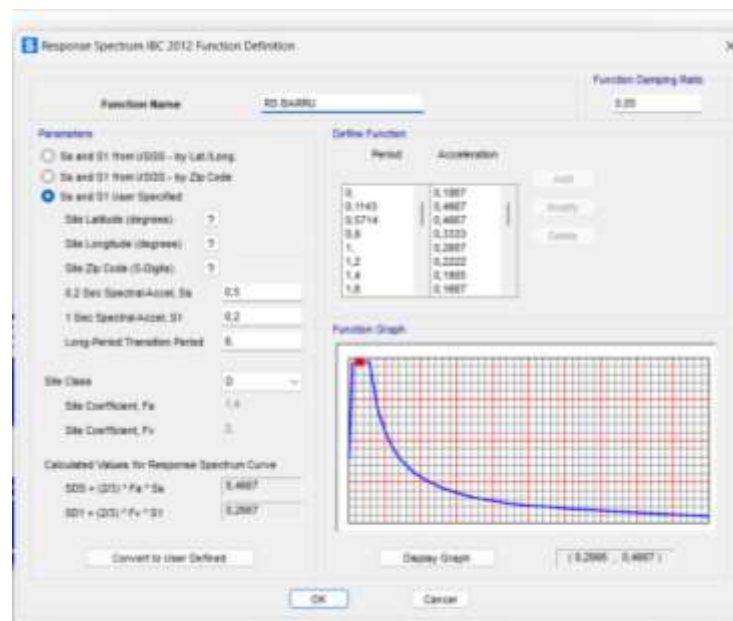 Response Spectrum IBC 2012 Function Definition
Function Damping Ratio
Function Name
RS BARRU
0.05
Parameters
Ss and S1 from USGS - by Lat./Long.
Ss and S1 from USGS - by Zip Code
Ss and S1 User Specified
Site Latitude (degrees)
?
Site Longitude (degrees)
?
Site Zip Code (5-Digits)
?
0.2 Sec Spectral Accel, Ss
0,5
1 Sec Spectral Accel, S1
0,2
Long-Period Transition Period
Site Class
D
Site Coefficient, Fa
1,4
Site Coefficient, Fv
2,
Calculated Values for Response Spectrum Curve
SDS = (2/3) * Fa * Ss
0,4667
SD1 = (2/3) * Fv * S1
0,2667
Convert to User Defined
Define Function
Period
Acceleration
0,
0,1867
0,1143
0,4667
0,5714
0,4667
0,8
0,3333
1,
0,2667
1,2
0,2222
1,4
0,1905
1,6
0,1667
Add
Modify
Delete
Function Graph
Display Graph
OK
Cancel